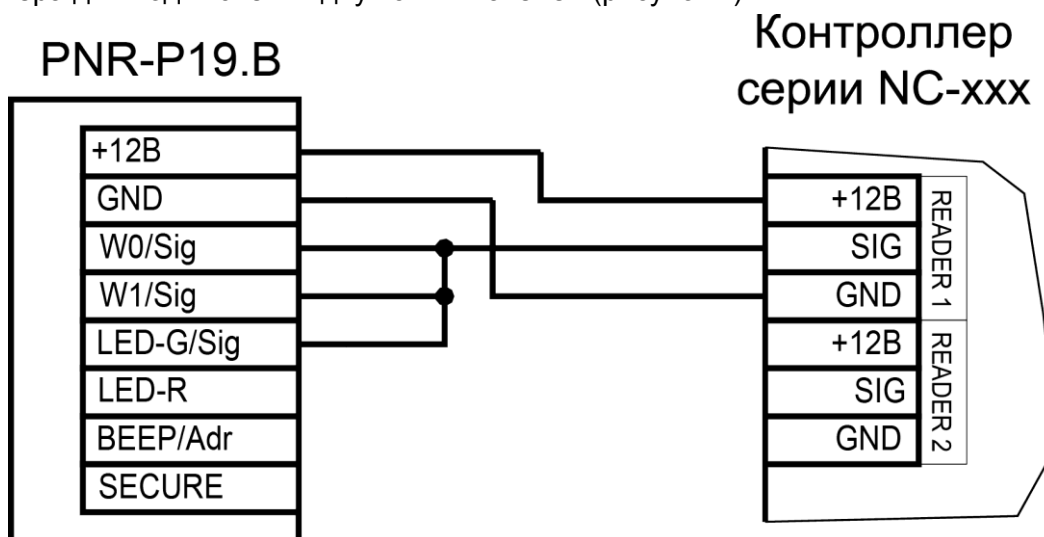 PNR-P19.B
+12В
GND
W0/Sig
W1/Sig
LED-G/Sig
LED-R
BEEP/Adr
SECURE
Контроллер
серии NC-xxx
+12В
SIG
GND
READER 1
+12В
SIG
GND
READER 2